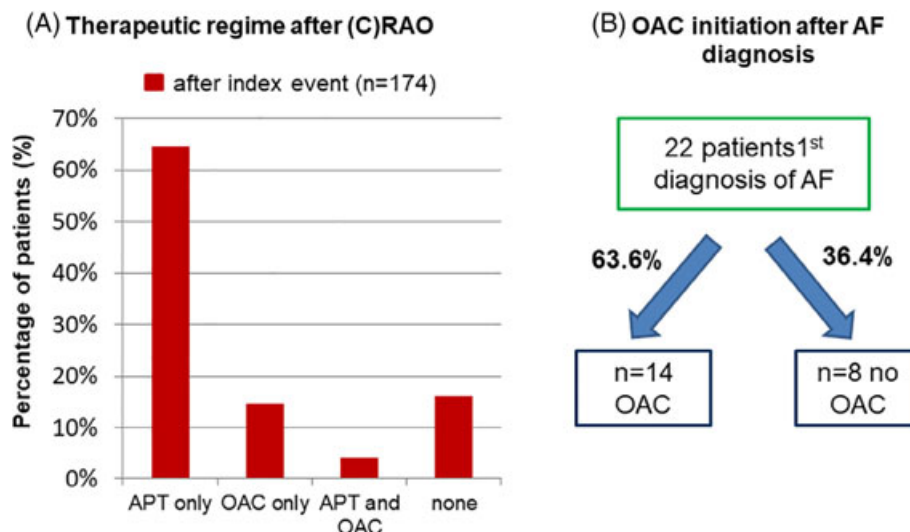 (A) Therapeutic regime after (C)RAO
after index event (n=174)
Percentage of patients (%)
70%
60%
50%
40%
30%
20%
10%
0%
APT only
OAC only
APT and
OAC
none
(B) OAC initiation after AF
diagnosis
22 patients1st
diagnosis of AF
63.6%
36.4%
n=14
OAC
n=8 no
OAC